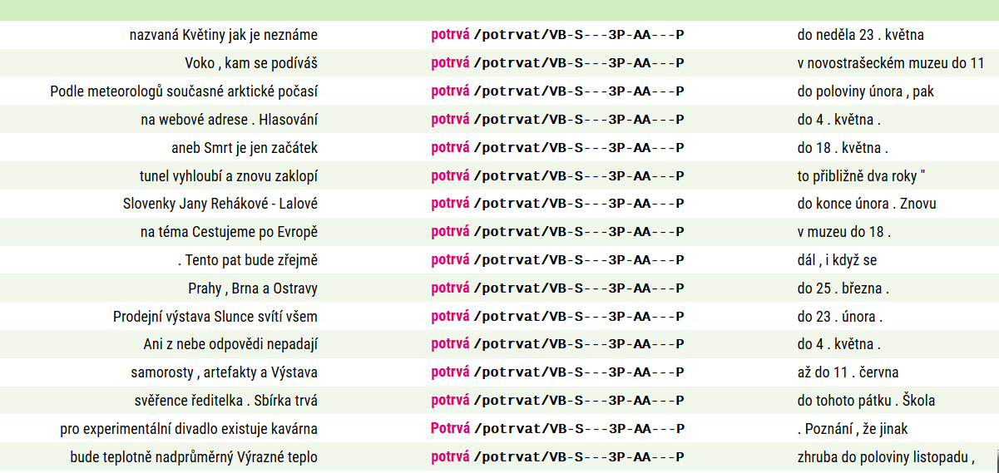 nazvaná Květiny jak je neznáme potrvá /potrvat/VB-S---3P-AA---P do neděla 23 . května
Voko , kam se podíváš potrvá /potrvat/VB-S---3P-AA---P v novostrašeckém muzeu do 11
Podle meteorologů současné arktické počasí potrvá /potrvat/VB-S---3P-AA---P do poloviny února , pak
na webové adrese . Hlasování potrvá /potrvat/VB-S---3P-AA---P do 4 . května .
aneb Smrt je jen začátek potrvá /potrvat/VB-S---3P-AA---P do 18 . května .
tunel vyhloubí a znovu zaklopí potrvá /potrvat/VB-S---3P-AA---P to přibližně dva roky "
Slovenky Jany Rehákové - Lalové potrvá /potrvat/VB-S---3P-AA---P do konce února . Znovu
na téma Cestujeme po Evropě potrvá /potrvat/VB-S---3P-AA---P v muzeu do 18 .
. Tento pat bude zřejmě potrvá /potrvat/VB-S---3P-AA---P dál , i když se
Prahy , Brna a Ostravy potrvá /potrvat/VB-S---3P-AA---P do 25 . března .
Prodejní výstava Slunce svítí všem potrvá /potrvat/VB-S---3P-AA---P do 23 . února .
Ani z nebe odpovědi nepadají potrvá /potrvat/VB-S---3P-AA---P do 4 . května .
samorosty , artefakty a Výstava potrvá /potrvat/VB-S---3P-AA---P až do 11 . června
svěřence ředitelka . Sbírka trvá potrvá /potrvat/VB-S---3P-AA---P do tohoto pátku . Škola
pro experimentální divadlo existuje kavárna Potrvá /potrvat/VB-S---3P-AA---P . Poznání , že jinak
bude teplotně nadprůměrný Výrazné teplo potrvá /potrvat/VB-S---3P-AA---P zhruba do poloviny listopadu ,